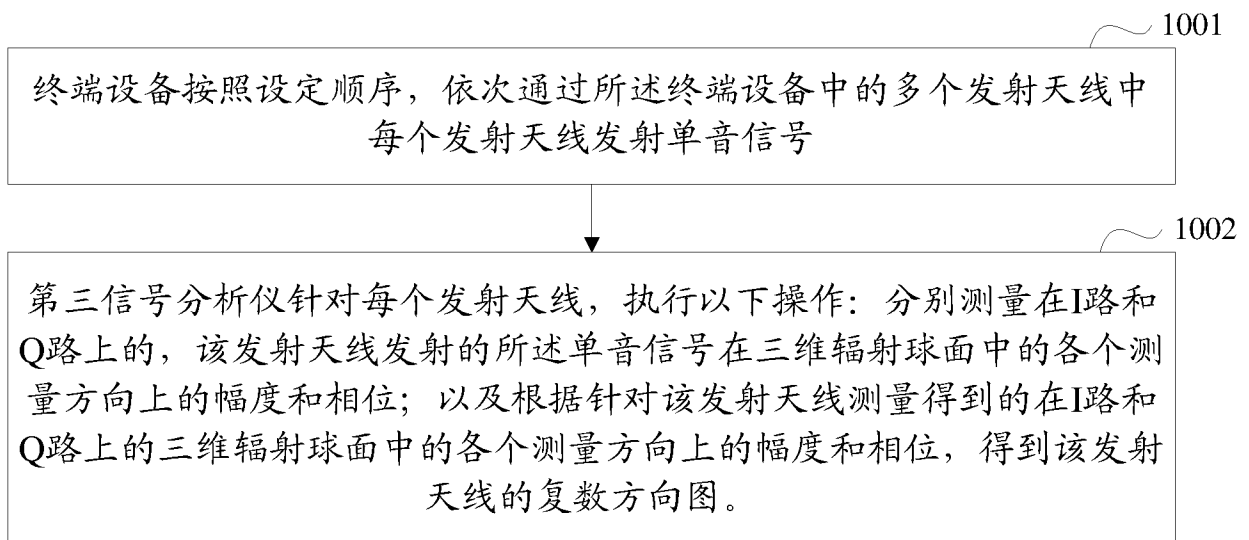 1001
终端设备按照设定顺序，依次通过所述终端设备中的多个发射天线中
每个发射天线发射单音信号
1002
第三信号分析仪针对每个发射天线，执行以下操作：分别测量在I路和
Q路上的，该发射天线发射的所述单音信号在三维辐射球面中的各个测
量方向上的幅度和相位；以及根据针对该发射天线测量得到的在I路和
Q路上的三维辐射球面中的各个测量方向上的幅度和相位，得到该发射
天线的复数方向图。